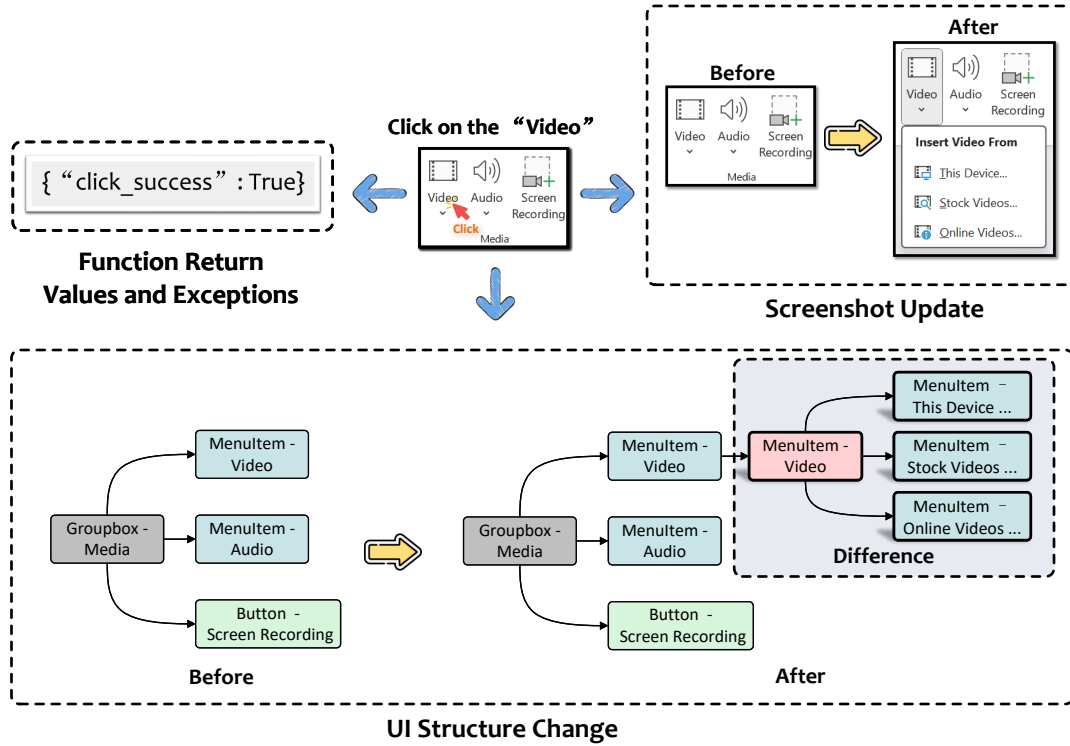 Click on the “Video”
Video
Audio
Screen
Recording
Click
Media
{ “click_success” : True}
Function Return
Values and Exceptions
Before
Video
Audio
Screen
Recording
Media
After
Video
Audio
Screen
Recording
Insert Video From
This Device...
Stock Videos...
Online Videos...
Screenshot Update
Groupbox -
Media
MenuItem -
Video
MenuItem -
Audio
Button -
Screen Recording
Before
Groupbox -
Media
MenuItem -
Video
MenuItem -
Audio
Button -
Screen Recording
MenuItem -
Video
MenuItem -
This Device ...
MenuItem -
Stock Videos ...
MenuItem -
Online Videos ...
Difference
After
UI Structure Change